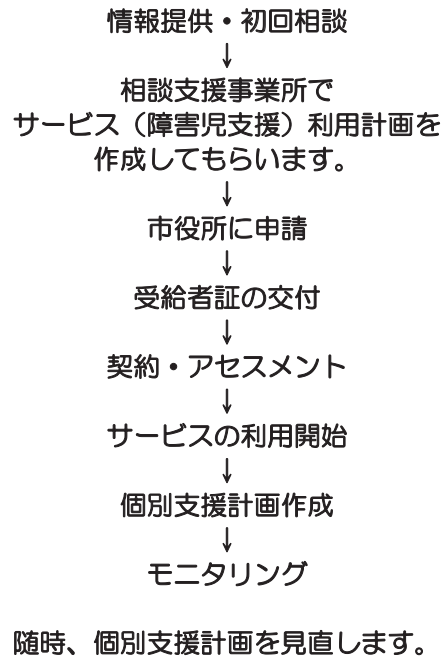 情報提供・初回相談
↓
相談支援事業所で
サービス（障害児支援）利用計画を
作成してもらいます。
↓
市役所に申請
↓
受給者証の交付
↓
契約・アセスメント
↓
サービスの利用開始
↓
個別支援計画作成
↓
モニタリング
随時、個別支援計画を見直します。